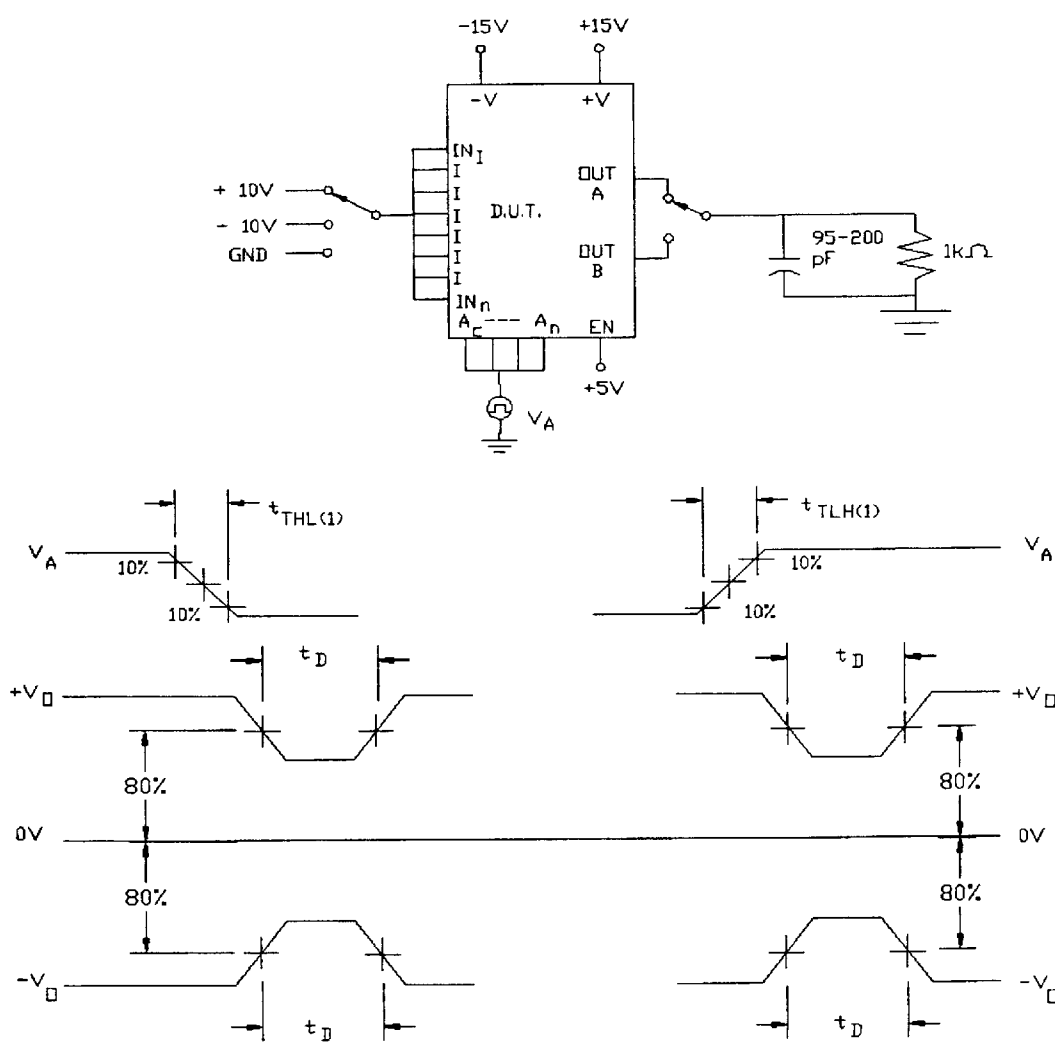 -15V +15V
-V +V
IN1
I
I
I
I
I
I
INn
OUT
A
D.U.T.
OUT
B
+ 10V
- 10V
GND
95-200
pF
1kΩ
AC ---- An EN
+5V
VA
tTHL(1) tTLH(1)
VA VA
10% 10%
10% 10%
tD tD
+VO +VO
80% 80%
0V 0V
80% 80%
-VO -VO
tD tD